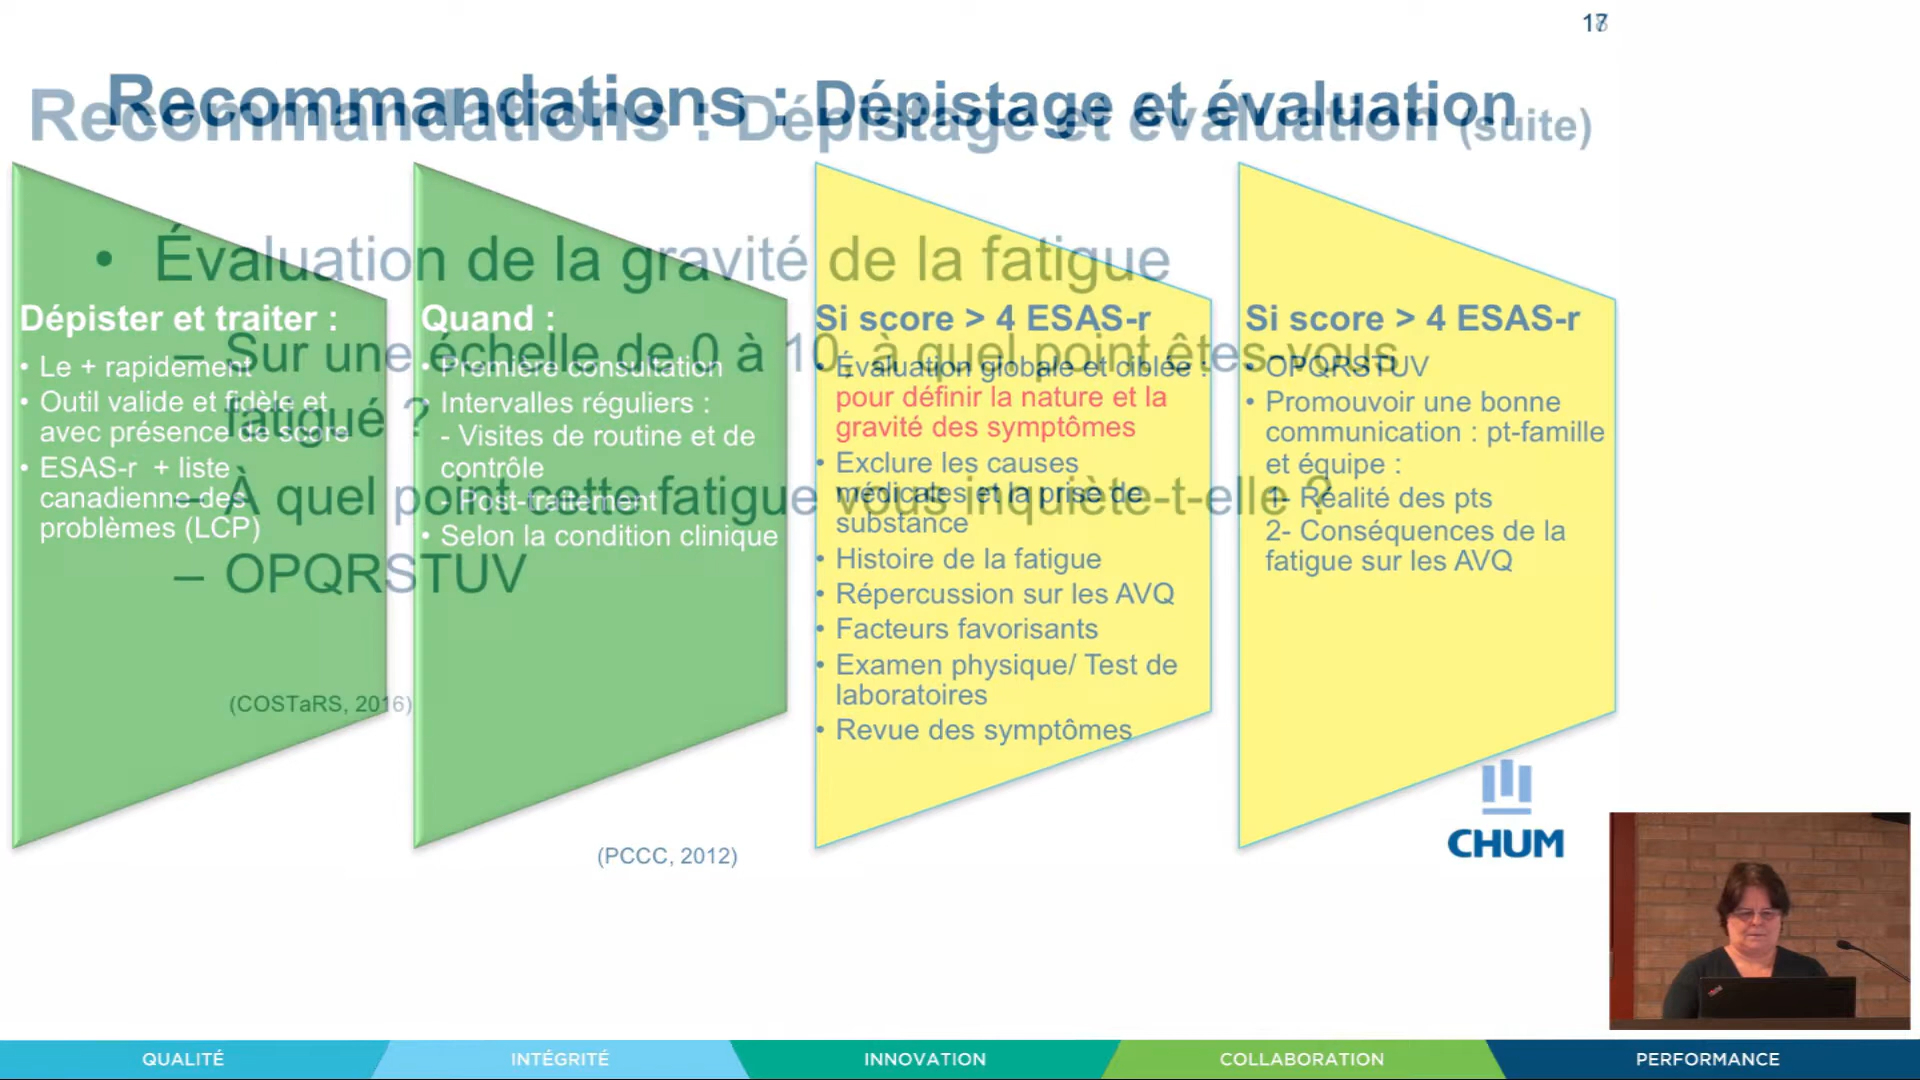 17
Recommandations : Dépistage et évaluation
Recommandations : Dépistage et évaluation (suite)
• Évaluation de la gravité de la fatigue
– Sur une échelle de 0 à 10, à quel point êtes-vous
fatigué ?
– À quel point cette fatigue vous inquiète-t-elle ?
– OPQRSTUV
(COSTaRS, 2016)
Dépister et traiter :
• Le + rapidement
• Outil valide et fidèle et
avec présence de score
• ESAS-r + liste
canadienne des
problèmes (LCP)
Quand :
• Première consultation
• Intervalles réguliers :
- Visites de routine et de
contrôle
- Post-traitement
• Selon la condition clinique
Si score > 4 ESAS-r
• Évaluation globale et ciblée :
pour définir la nature et la
gravité des symptômes
• Exclure les causes
médicales et la prise de
substance
• Histoire de la fatigue
• Répercussion sur les AVQ
• Facteurs favorisants
• Examen physique/ Test de
laboratoires
• Revue des symptômes
Si score > 4 ESAS-r
• OPQRSTUV
• Promouvoir une bonne
communication : pt-famille
et équipe :
1- Réalité des pts
2- Conséquences de la
fatigue sur les AVQ
(PCCC, 2012)
CHUM
QUALITÉ
INTÉGRITÉ
INNOVATION
COLLABORATION
PERFORMANCE